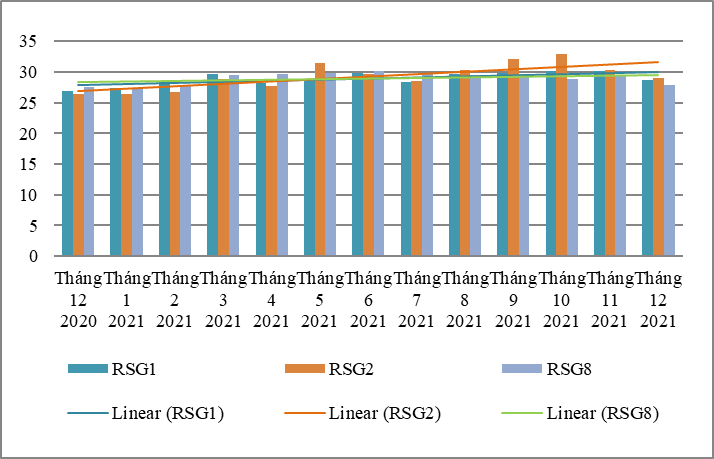 35
30
25
20
15
10
5
0
Tháng Tháng Tháng Tháng Tháng Tháng Tháng Tháng Tháng Tháng Tháng Tháng Tháng
12 1 2 3 4 5 6 7 8 9 10 11 12
2020 2021 2021 2021 2021 2021 2021 2021 2021 2021 2021 2021 2021
RSG1 RSG2 RSG8
Linear (RSG1) Linear (RSG2) Linear (RSG8)